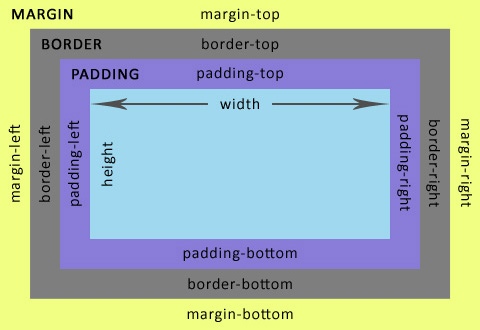 MARGIN
margin-top
BORDER
border-top
PADDING
padding-top
width
margin-left
border-left
padding-left
height
padding-right
border-right
margin-right
padding-bottom
border-bottom
margin-bottom